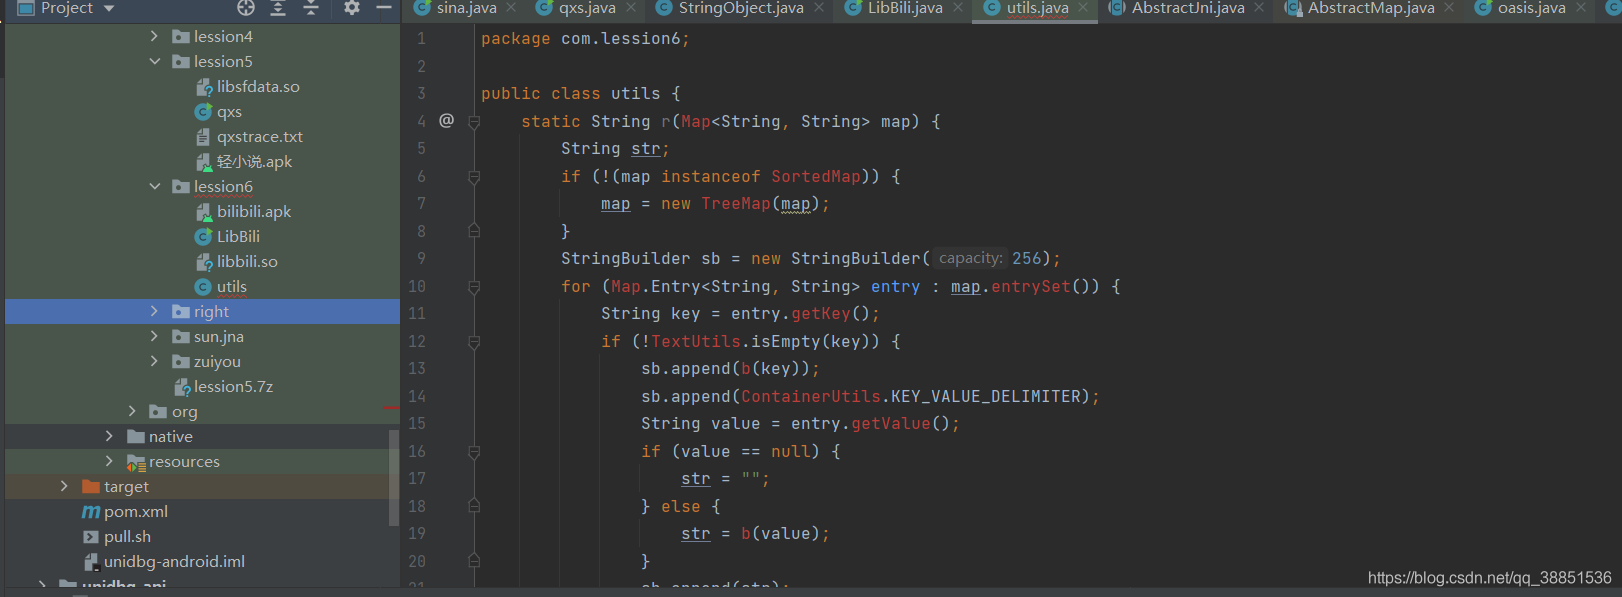 Project
sina.java
qxs.java
StringObject.java
LibBili.java
utils.java
AbstractJni.java
AbstractMap.java
oasis.java
lession4
lession5
libsfdata.so
qxs
qxstrace.txt
轻小说.apk
lession6
bilibili.apk
LibBili
libbili.so
utils
right
sun.jna
zuiyou
lession5.7z
org
native
resources
target
pom.xml
pull.sh
unidbg-android.iml
unidbg-api
1 package com.lession6;
2
3 public class utils {
4 @ static String r(Map<String, String> map) {
5 String str;
6 if (!(map instanceof SortedMap)) {
7 map = new TreeMap(map);
8 }
9 StringBuilder sb = new StringBuilder( capacity: 256);
10 for (Map.Entry<String, String> entry : map.entrySet()) {
11 String key = entry.getKey();
12 if (!TextUtils.isEmpty(key)) {
13 sb.append(b(key));
14 sb.append(ContainerUtils.KEY_VALUE_DELIMITER);
15 String value = entry.getValue();
16 if (value == null) {
17 str = "";
18 } else {
19 str = b(value);
20 }
21 sb.append(str);
https://blog.csdn.net/qq_38851536